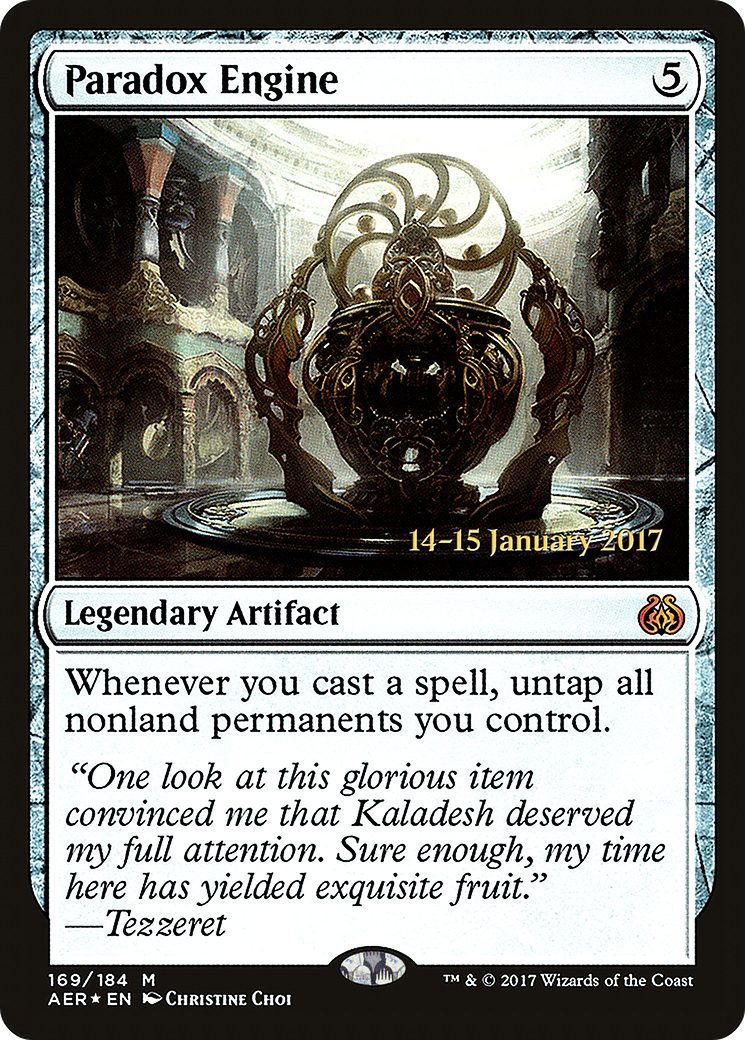 Paradox Engine 5
14–15 January 2017
Legendary Artifact
Whenever you cast a spell, untap all
nonland permanents you control.
“One look at this glorious item
convinced me that Kaladesh deserved
my full attention. Sure enough, my time
here has yielded exquisite fruit.”
—Tezzeret
169/184 M
™ & © 2017 Wizards of the Coast
AER★EN Christine Choi